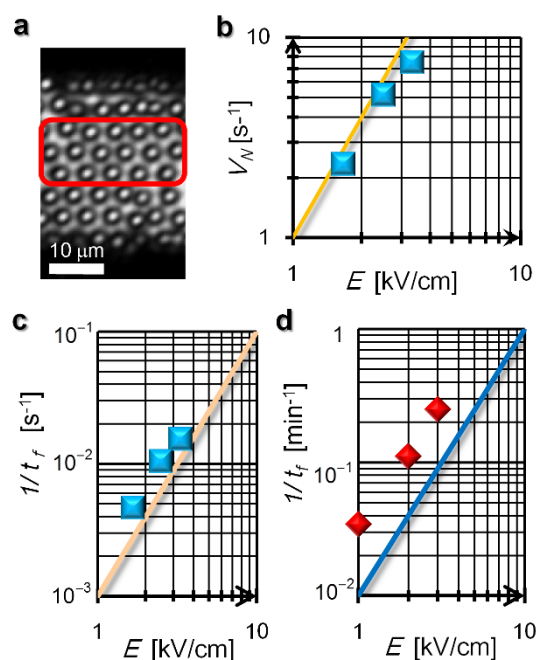 a
10 μm
b
10
V_N [s⁻¹]
1
1
10
E [kV/cm]
c
10⁻¹
1/t_f [s⁻¹]
10⁻²
10⁻³
1
10
E [kV/cm]
d
1
1/t_f [min⁻¹]
10⁻¹
10⁻²
1
10
E [kV/cm]